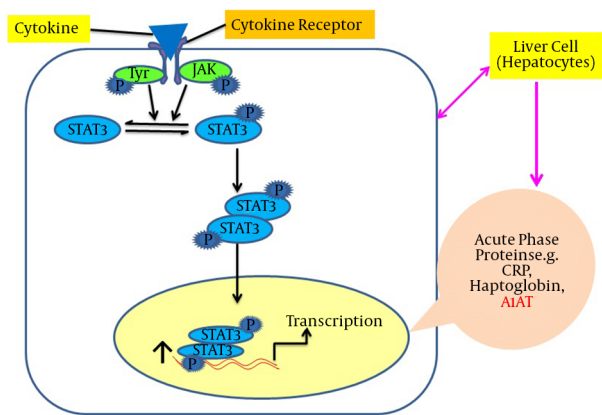 Cytokine
Cytokine Receptor
Tyr
JAK
P
P
STAT3
STAT3
P
STAT3
P
STAT3
P
Transcription
STAT3
P
STAT3
P
Liver Cell
(Hepatocytes)
Acute Phase
Proteinse.g.
CRP,
Haptoglobin,
A1AT